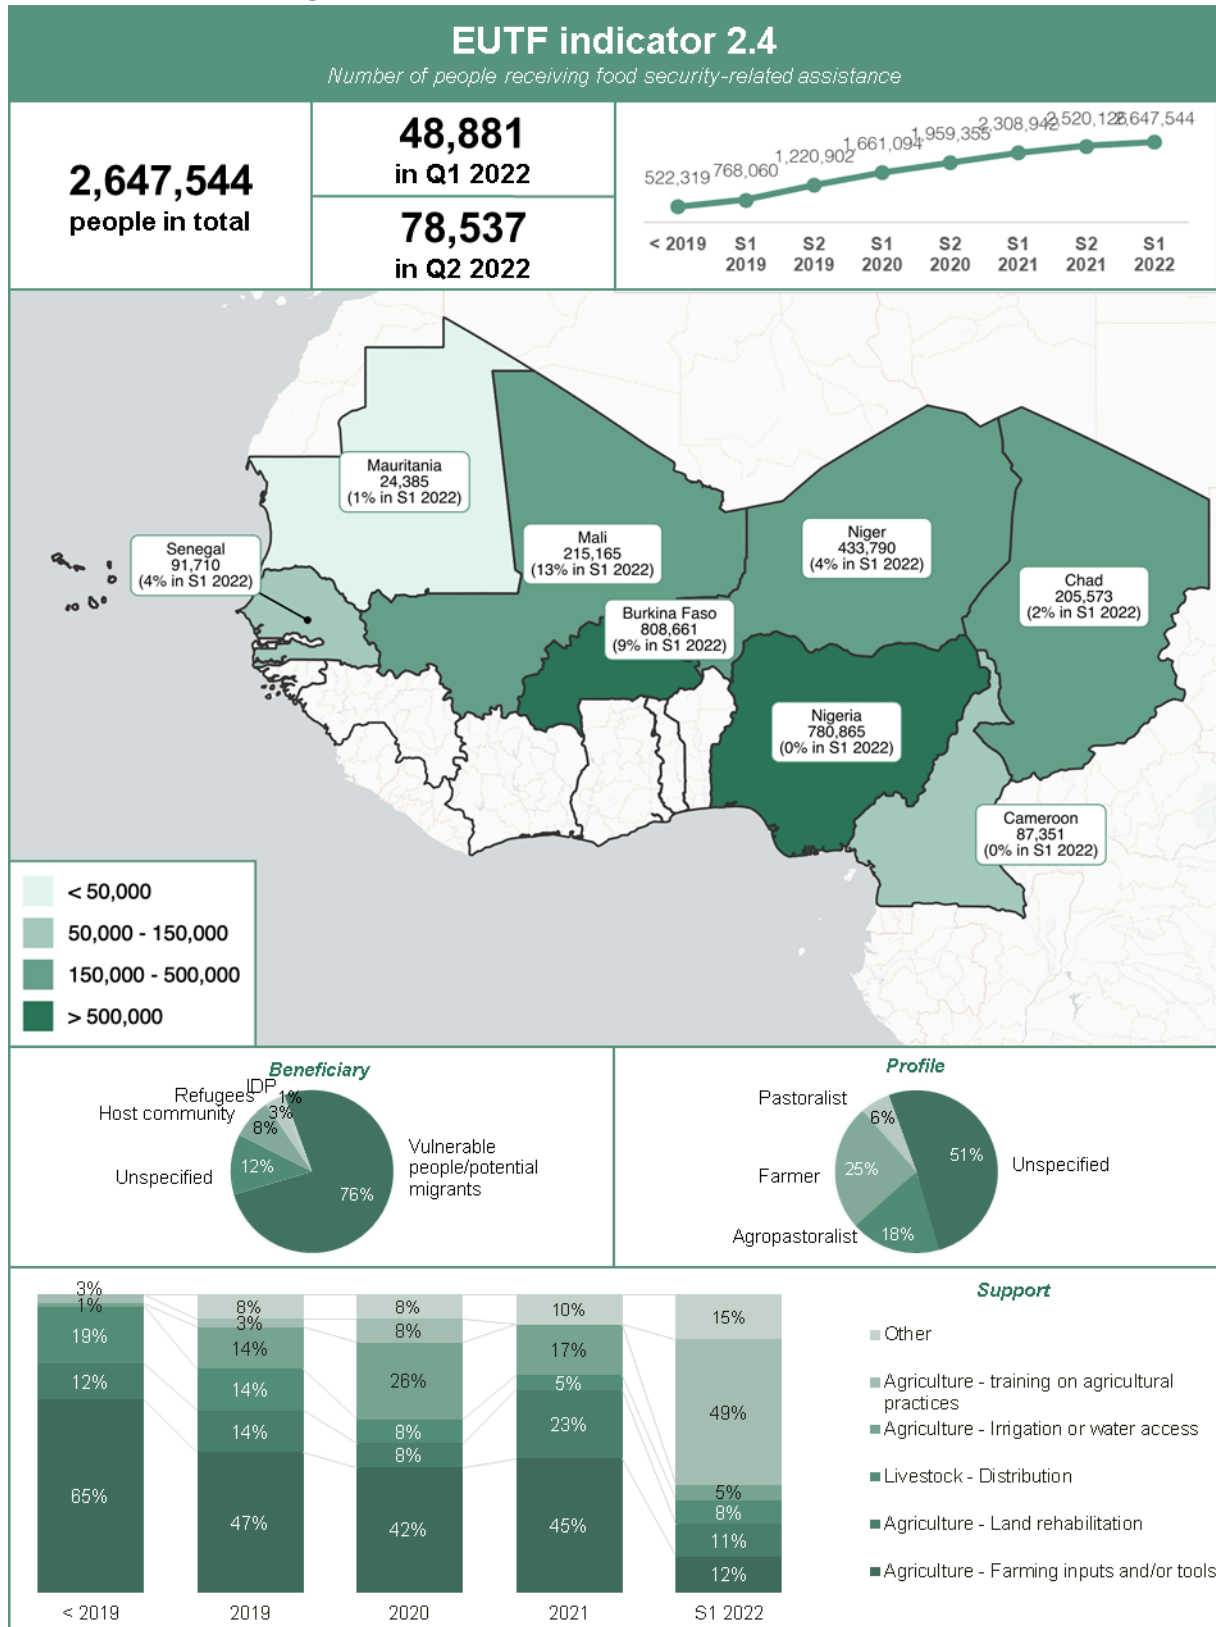 EUTF indicator 2.4
Number of people receiving food security-related assistance
2,647,544
people in total
48,881
in Q1 2022
78,537
in Q2 2022
522,319
768,060
1,220,902
1,661,094
1,959,355
2,308,942
2,520,126
2,647,544
< 2019
S1
2019
S2
2019
S1
2020
S2
2020
S1
2021
S2
2021
S1
2022
Mauritania
24,385
(1% in S1 2022)
Senegal
91,710
(4% in S1 2022)
Mali
215,165
(13% in S1 2022)
Niger
433,790
(4% in S1 2022)
Chad
205,573
(2% in S1 2022)
Burkina Faso
808,661
(9% in S1 2022)
Nigeria
780,865
(0% in S1 2022)
Cameroon
87,351
(0% in S1 2022)
< 50,000
50,000 - 150,000
150,000 - 500,000
> 500,000
Beneficiary
IDP
1%
Refugees
3%
Host community
8%
Unspecified
12%
Vulnerable
people/potential
migrants
76%
Profile
Pastoralist
6%
Farmer
25%
Agropastoralist
18%
51%
Unspecified
3%
1%
19%
12%
65%
< 2019
8%
3%
14%
14%
14%
47%
2019
8%
8%
26%
8%
8%
42%
2020
10%
17%
5%
23%
45%
2021
15%
49%
5%
8%
11%
12%
S1 2022
Support
Other
Agriculture - training on agricultural
practices
Agriculture - Irrigation or water access
Livestock - Distribution
Agriculture - Land rehabilitation
Agriculture - Farming inputs and/or tools